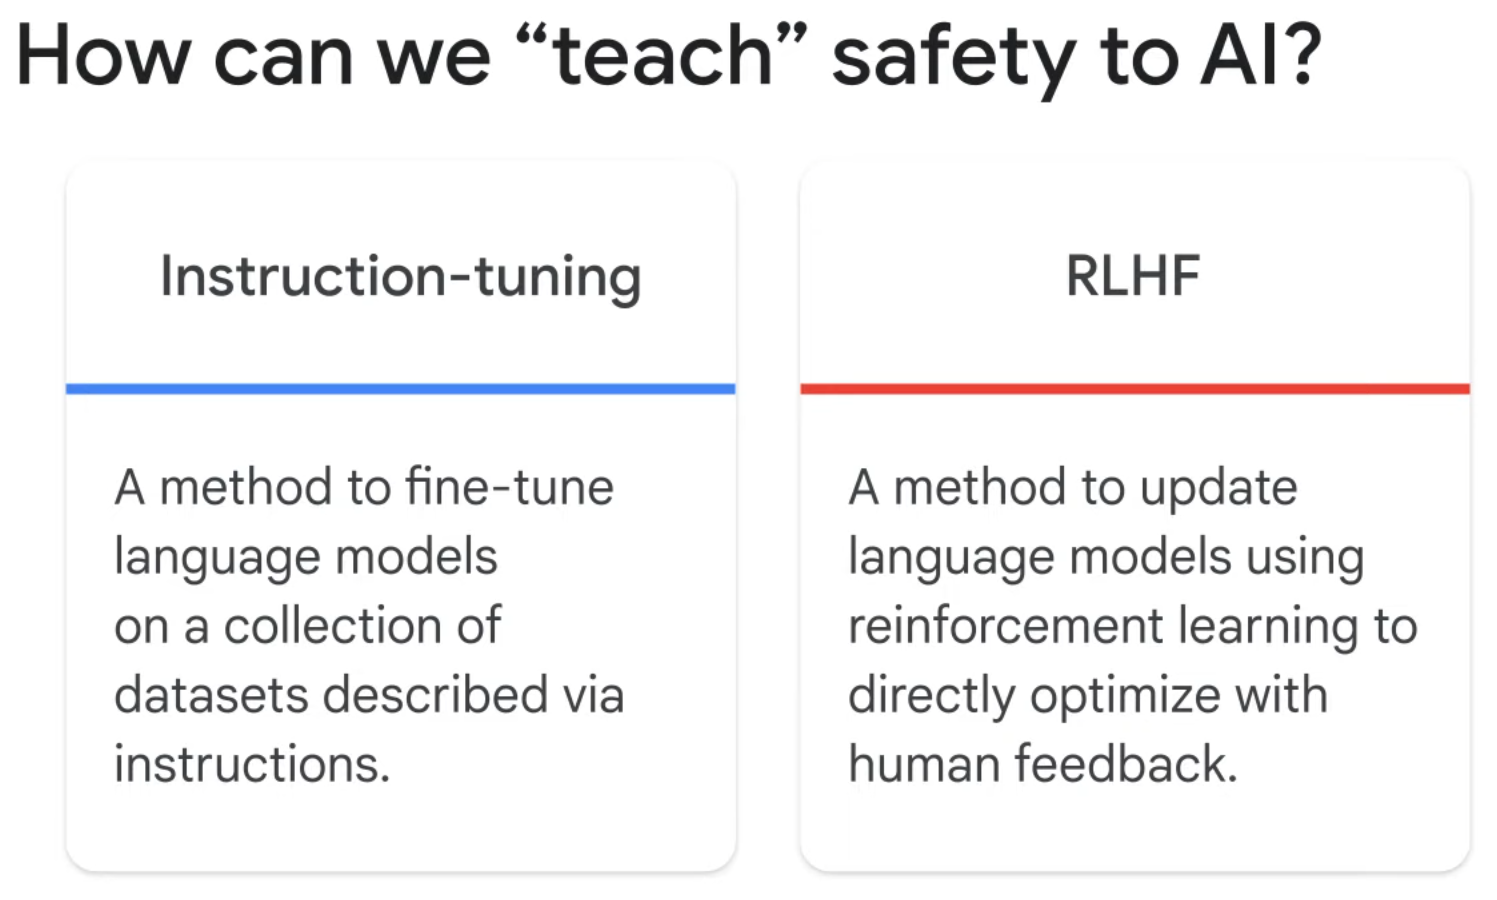 How can we “teach” safety to AI?
Instruction-tuning
A method to fine-tune
language models
on a collection of
datasets described via
instructions.
RLHF
A method to update
language models using
reinforcement learning to
directly optimize with
human feedback.